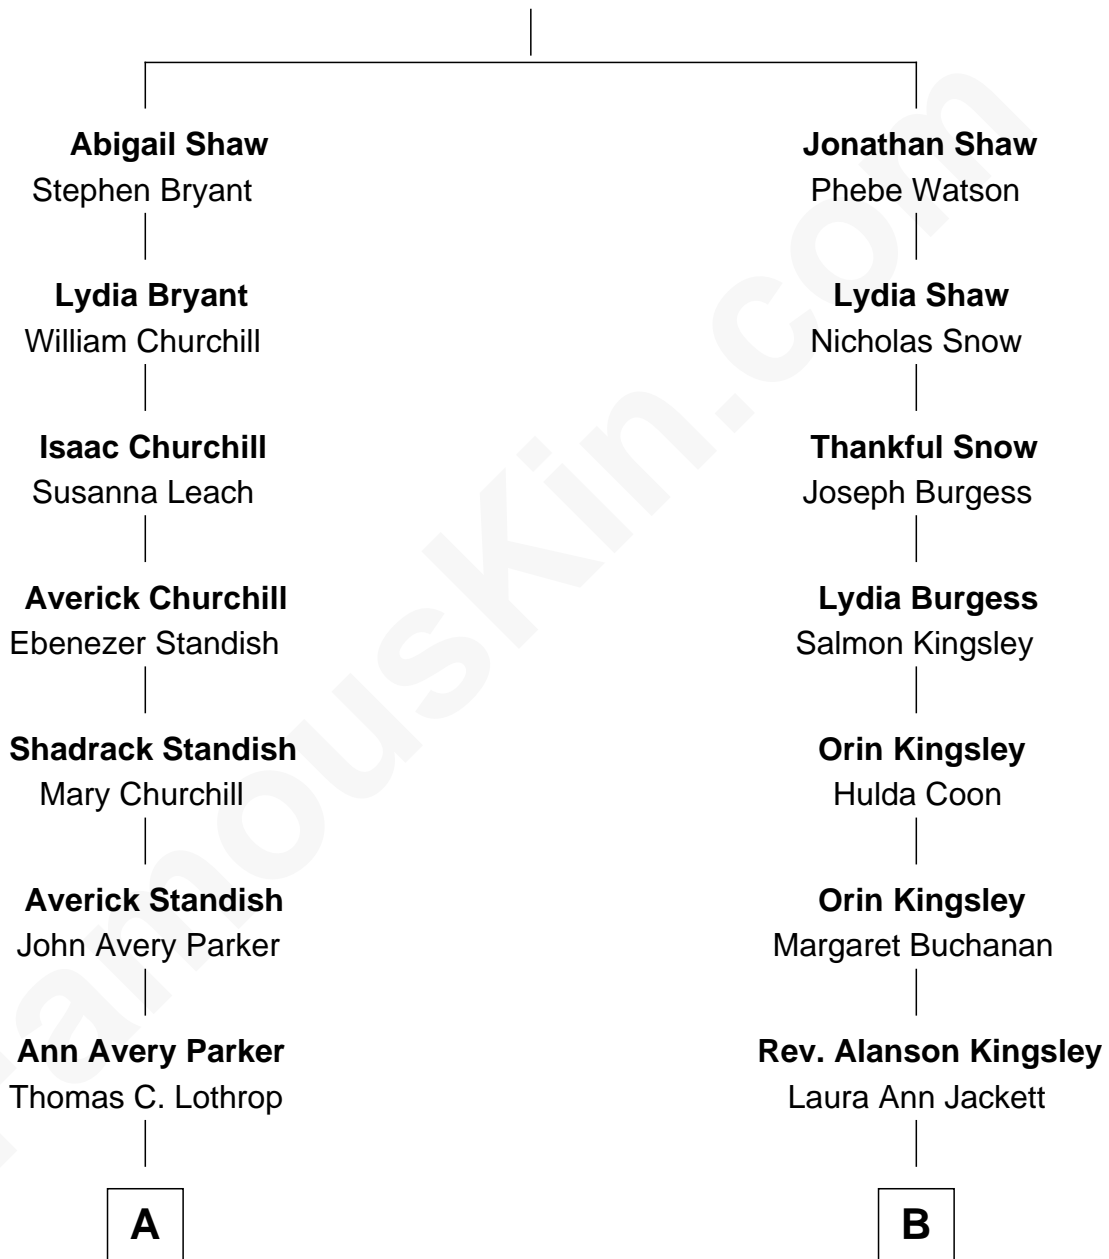 Abigail Shaw
Stephen Bryant
Lydia Bryant
William Churchill
Isaac Churchill
Susanna Leach
Averick Churchill
Ebenezer Standish
Shadrack Standish
Mary Churchill
Averick Standish
John Avery Parker
Ann Avery Parker
Thomas C. Lothrop
A
Jonathan Shaw
Phebe Watson
Lydia Shaw
Nicholas Snow
Thankful Snow
Joseph Burgess
Lydia Burgess
Salmon Kingsley
Orin Kingsley
Hulda Coon
Orin Kingsley
Margaret Buchanan
Rev. Alanson Kingsley
Laura Ann Jackett
B
FamousKin.com